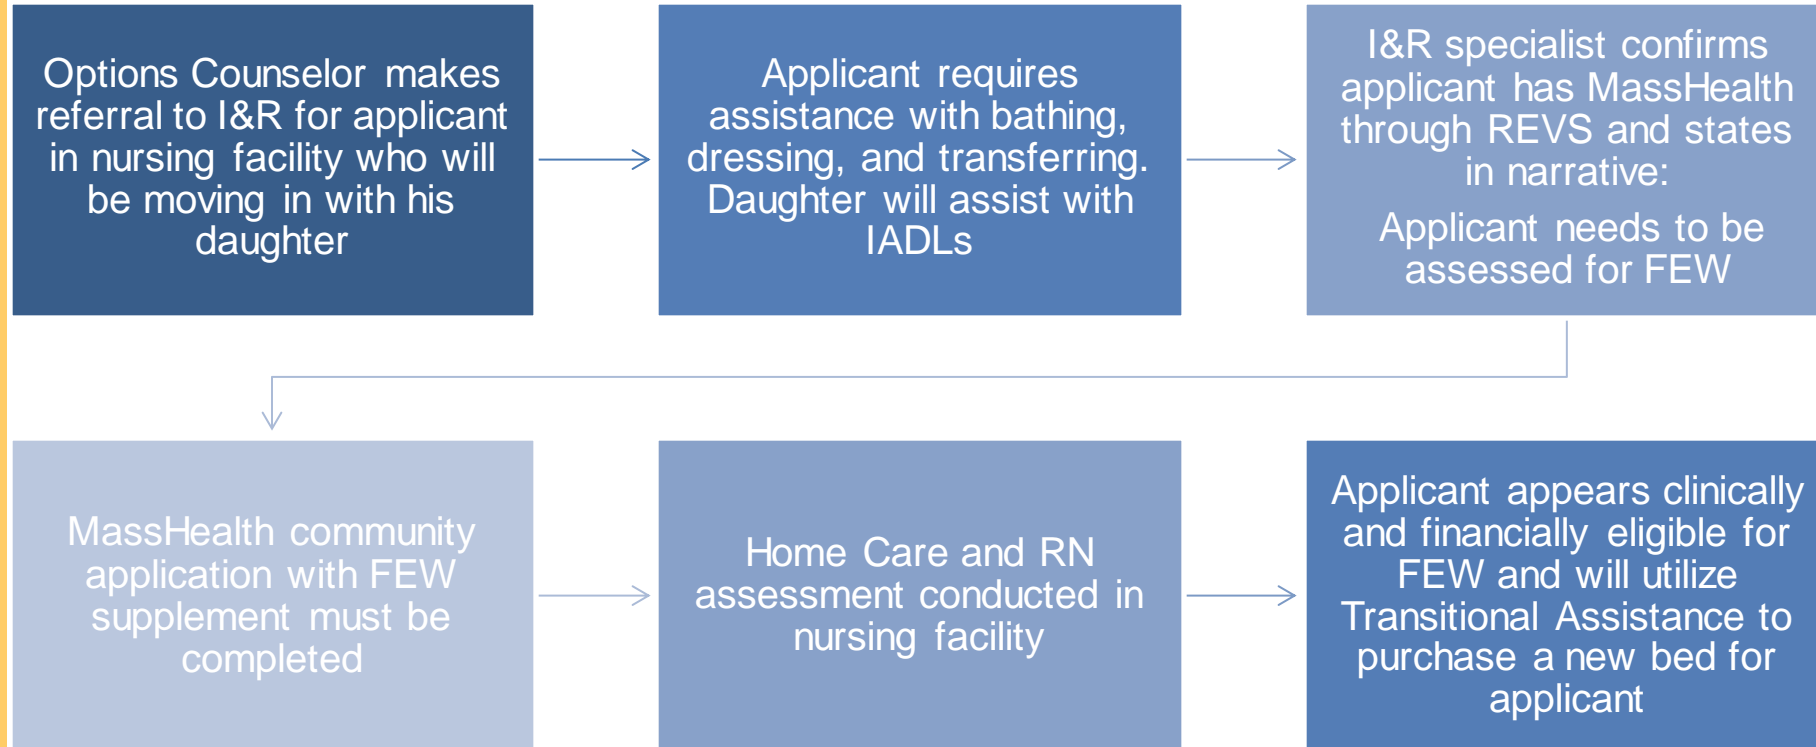 Options Counselor makes
referral to I&R for applicant
in nursing facility who will
be moving in with his
daughter
Applicant requires
assistance with bathing,
dressing, and transferring.
Daughter will assist with
IADLs
I&R specialist confirms
applicant has MassHealth
through REVS and states
in narrative:
Applicant needs to be
assessed for FEW
MassHealth community
application with FEW
supplement must be
completed
Home Care and RN
assessment conducted in
nursing facility
Applicant appears clinically
and financially eligible for
FEW and will utilize
Transitional Assistance to
purchase a new bed for
applicant